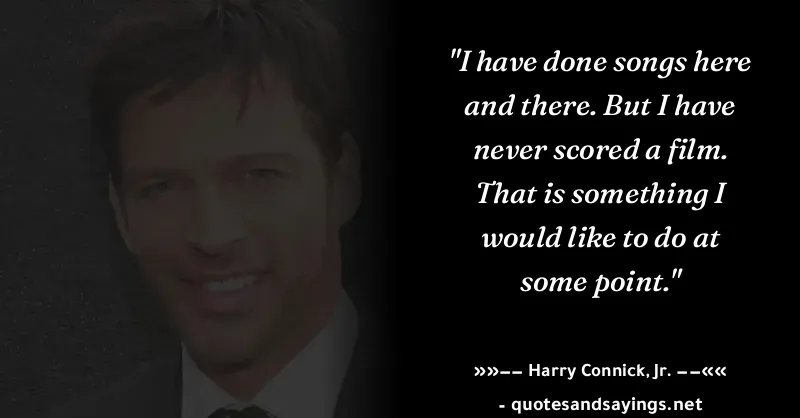 "I have done songs here
and there. But I have
never scored a film.
That is something I
would like to do at
some point."
»»−− Harry Connick, Jr. −−««
- quotesandsayings.net